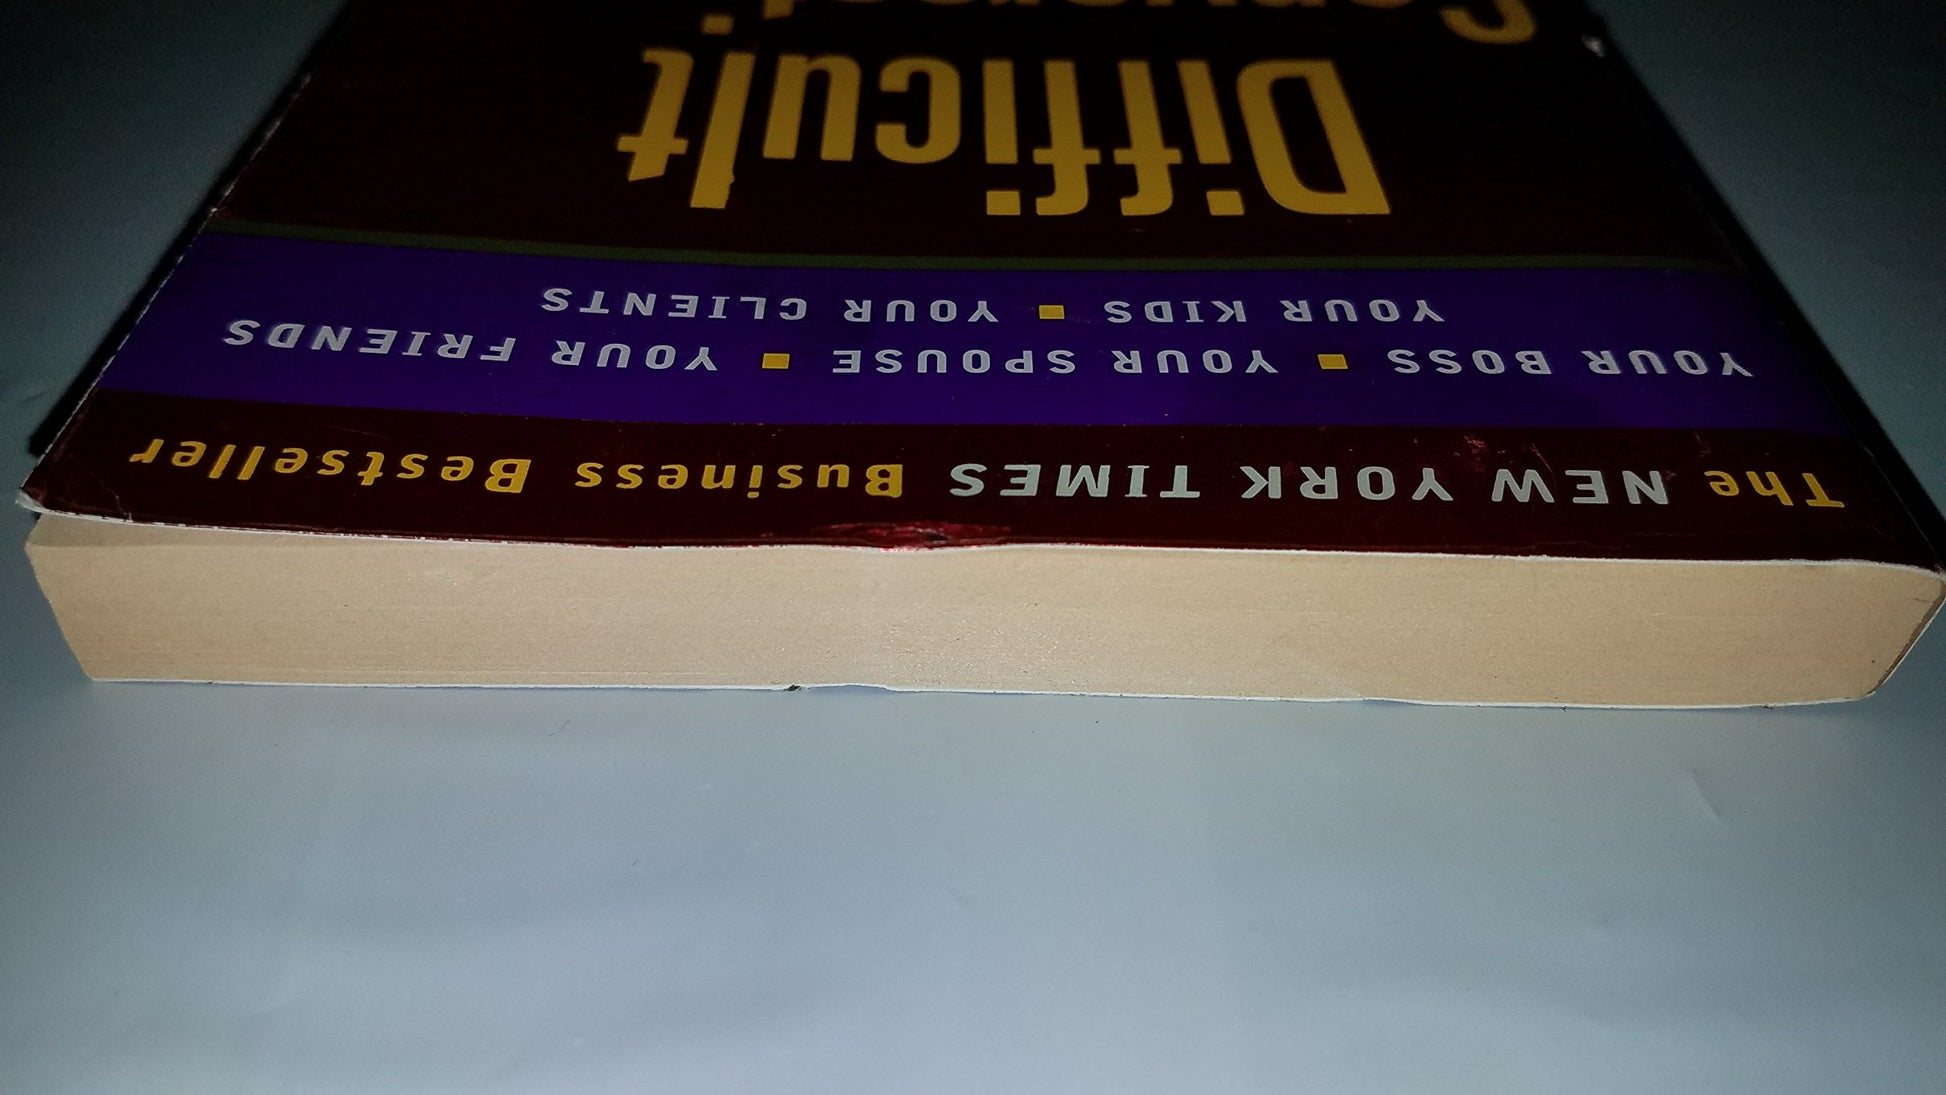 The NEW YORK TIMES Business Bestseller
YOUR BOSS ▪ YOUR SPOUSE ▪ YOUR FRIENDS
YOUR KIDS ▪ YOUR CLIENTS
Difficult